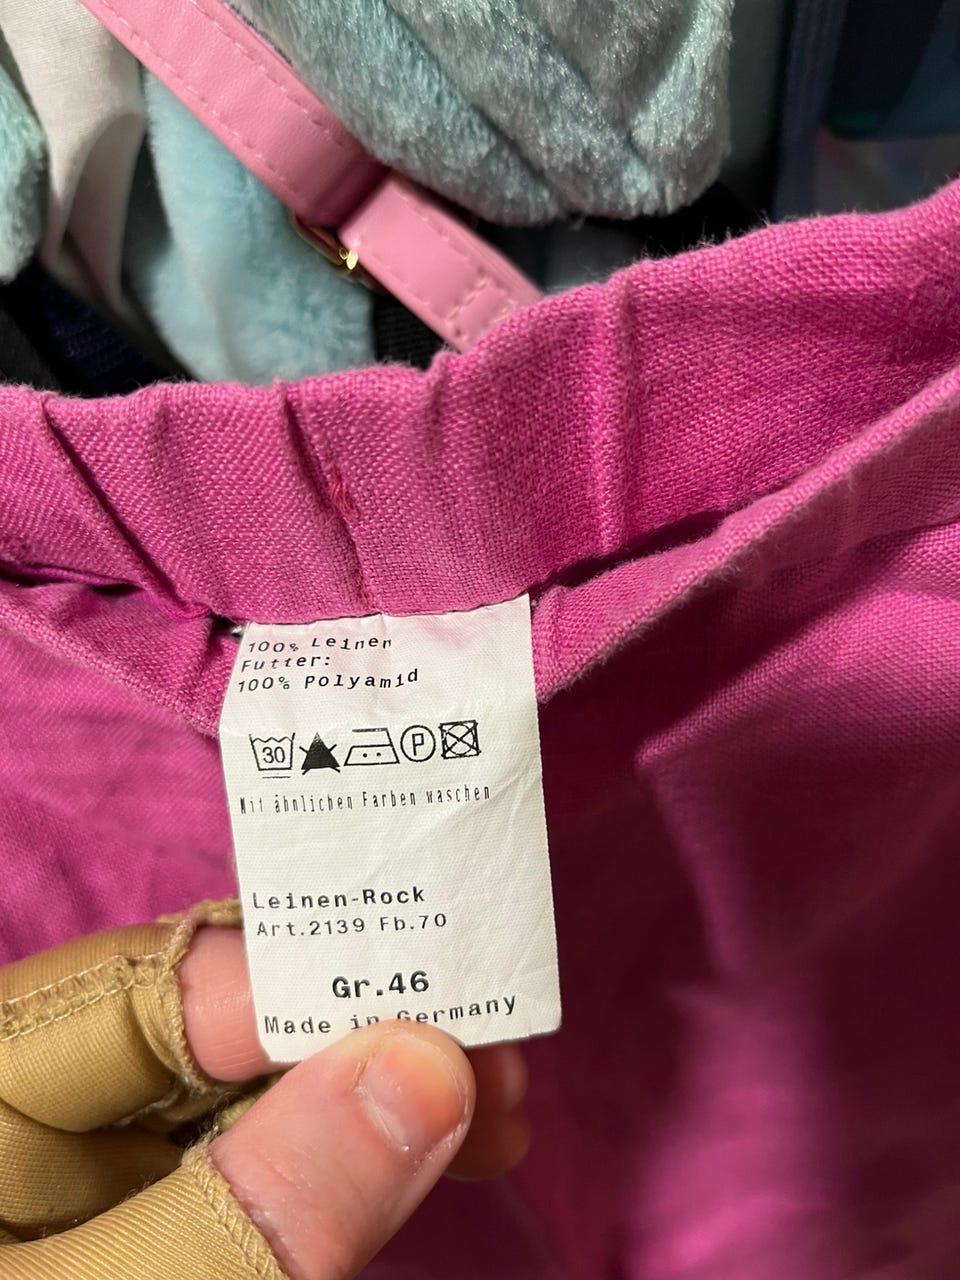 100% Leinen
Futter:
100% Polyamid
30 P
Mit ähnlichen Farben waschen
Leinen-Rock
Art.2139 Fb.70
Gr.46
Made in Germany